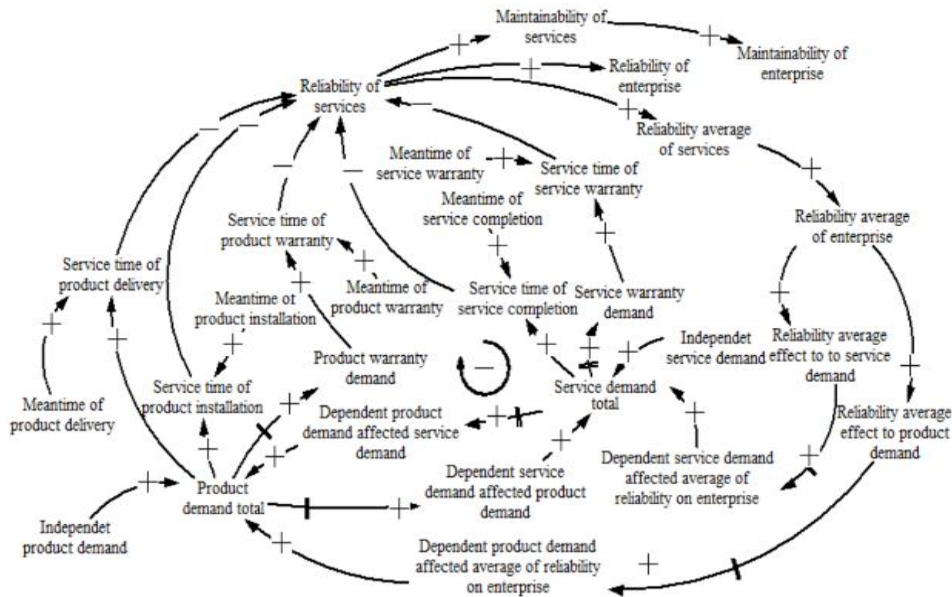 Maintainability of
services
Maintainability of
enterprise
Reliability of
enterprise
Reliability of
services
Reliability average
of services
Meantime of
service warranty
Service time of
service warranty
Meantime of
service completion
Reliability average
of enterprise
Service time of
product warranty
Service time of
product delivery
Meantime of
product warranty
Service time of
service completion
Service warranty
demand
Meantime of
product installation
Independet
service demand
Reliability average
effect to to service
demand
Product warranty
demand
Service time of
product installation
Service demand
total
Meantime of
product delivery
Dependent product
demand affected service
demand
Reliability average
effect to product
demand
Dependent service
demand affected product
demand
Dependent service demand
affected average of
reliability on enterprise
Product
demand total
Independet
product demand
Dependent product demand
affected average of reliability
on enterprise